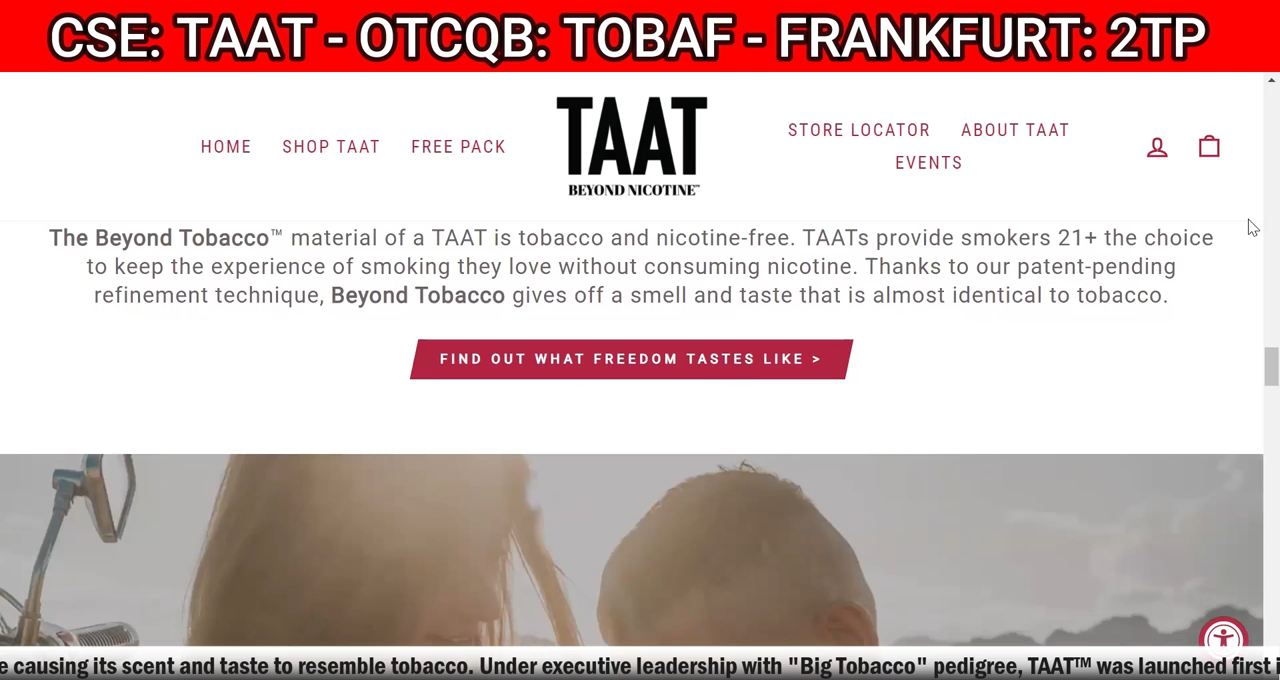 CSE: TAAT - OTCQB: TOBAF - FRANKFURT: 2TP
HOME SHOP TAAT FREE PACK
TAAT
BEYOND NICOTINE™
STORE LOCATOR ABOUT TAAT
EVENTS
The Beyond Tobacco™ material of a TAAT is tobacco and nicotine-free. TAATs provide smokers 21+ the choice
to keep the experience of smoking they love without consuming nicotine. Thanks to our patent-pending
refinement technique, Beyond Tobacco gives off a smell and taste that is almost identical to tobacco.
FIND OUT WHAT FREEDOM TASTES LIKE >
e causing its scent and taste to resemble tobacco. Under executive leadership with "Big Tobacco" pedigree, TAAT™ was launched first i